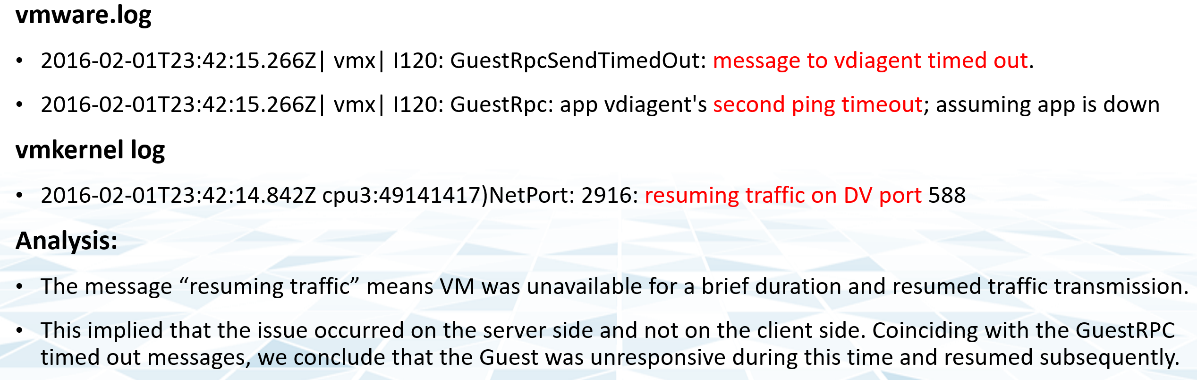 vmware.log
• 2016-02-01T23:42:15.266Z| vmx| I120: GuestRpcSendTimedOut: message to vdiagent timed out.
• 2016-02-01T23:42:15.266Z| vmx| I120: GuestRpc: app vdiagent's second ping timeout; assuming app is down
vmkernel log
• 2016-02-01T23:42:14.842Z cpu3:49141417)NetPort: 2916: resuming traffic on DV port 588
Analysis:
• The message “resuming traffic” means VM was unavailable for a brief duration and resumed traffic transmission.
• This implied that the issue occurred on the server side and not on the client side. Coinciding with the GuestRPC
timed out messages, we conclude that the Guest was unresponsive during this time and resumed subsequently.